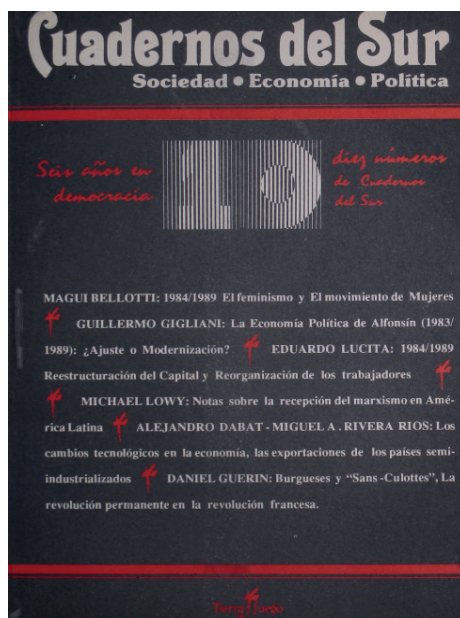 Cuadernos del Sur
Sociedad • Economía • Política
Seis años en
democracia
10
diez números
de Cuadernos
del Sur
MAGUI BELLOTTI: 1984/1989 El feminismo y El movimiento de Mujeres
GUILLERMO GIGLIANI: La Economía Política de Alfonsín (1983/
1989): ¿Ajuste o Modernización? EDUARDO LUCITA: 1984/1989
Reestructuración del Capital y Reorganización de los trabajadores
MICHAEL LOWY: Notas sobre la recepción del marxismo en Amé-
rica Latina ALEJANDRO DABAT - MIGUEL A . RIVERA RIOS: Los
cambios tecnológicos en la economía, las exportaciones de los países semi-
industrializados DANIEL GUERIN: Burgueses y “Sans-Culottes”, La
revolución permanente en la revolución francesa.
Tierra fuego